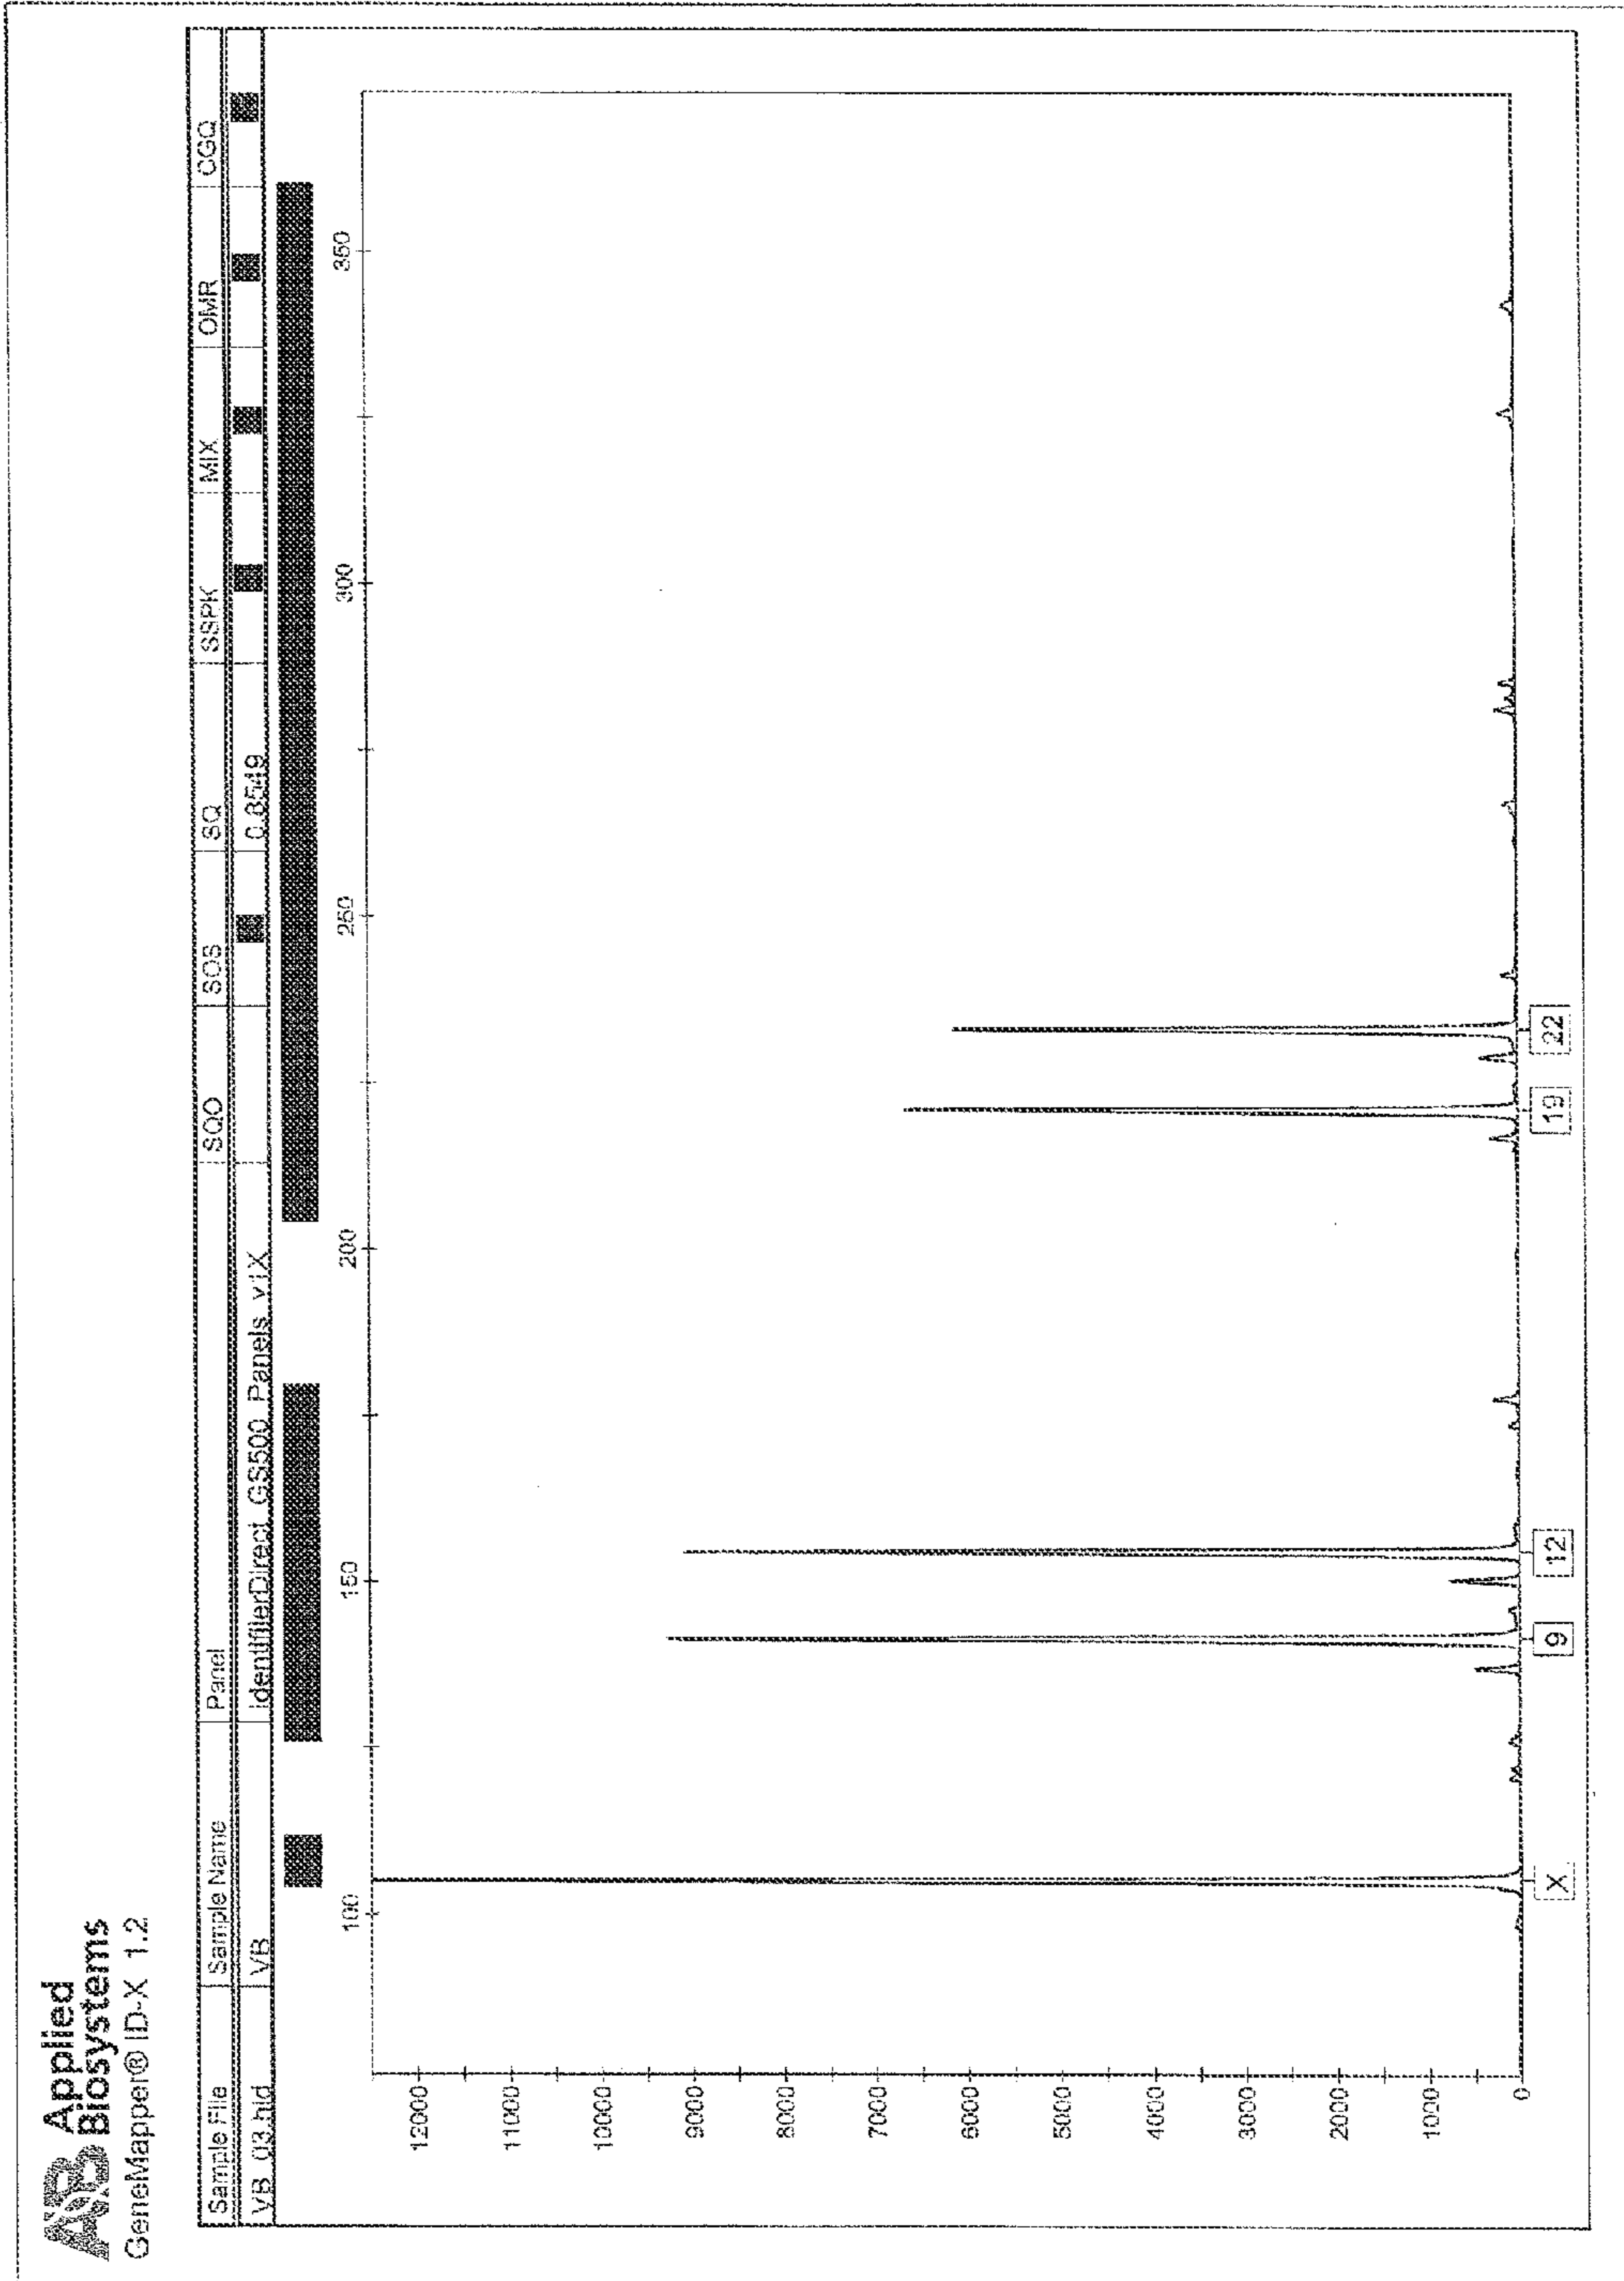 AB Applied
Biosystems
GeneMapper® ID-X 1.2
Sample File Sample Name Panel SQO SOS SQ SSPK MIX OMR CGQ
VB_03.hid VB IdentifilerDirect_GS500_Panels_v1X 0.8549
100 150 200 250 300 350
12000
11000
10000
9000
8000
7000
6000
5000
4000
3000
2000
1000
0
X 9 12 19 22